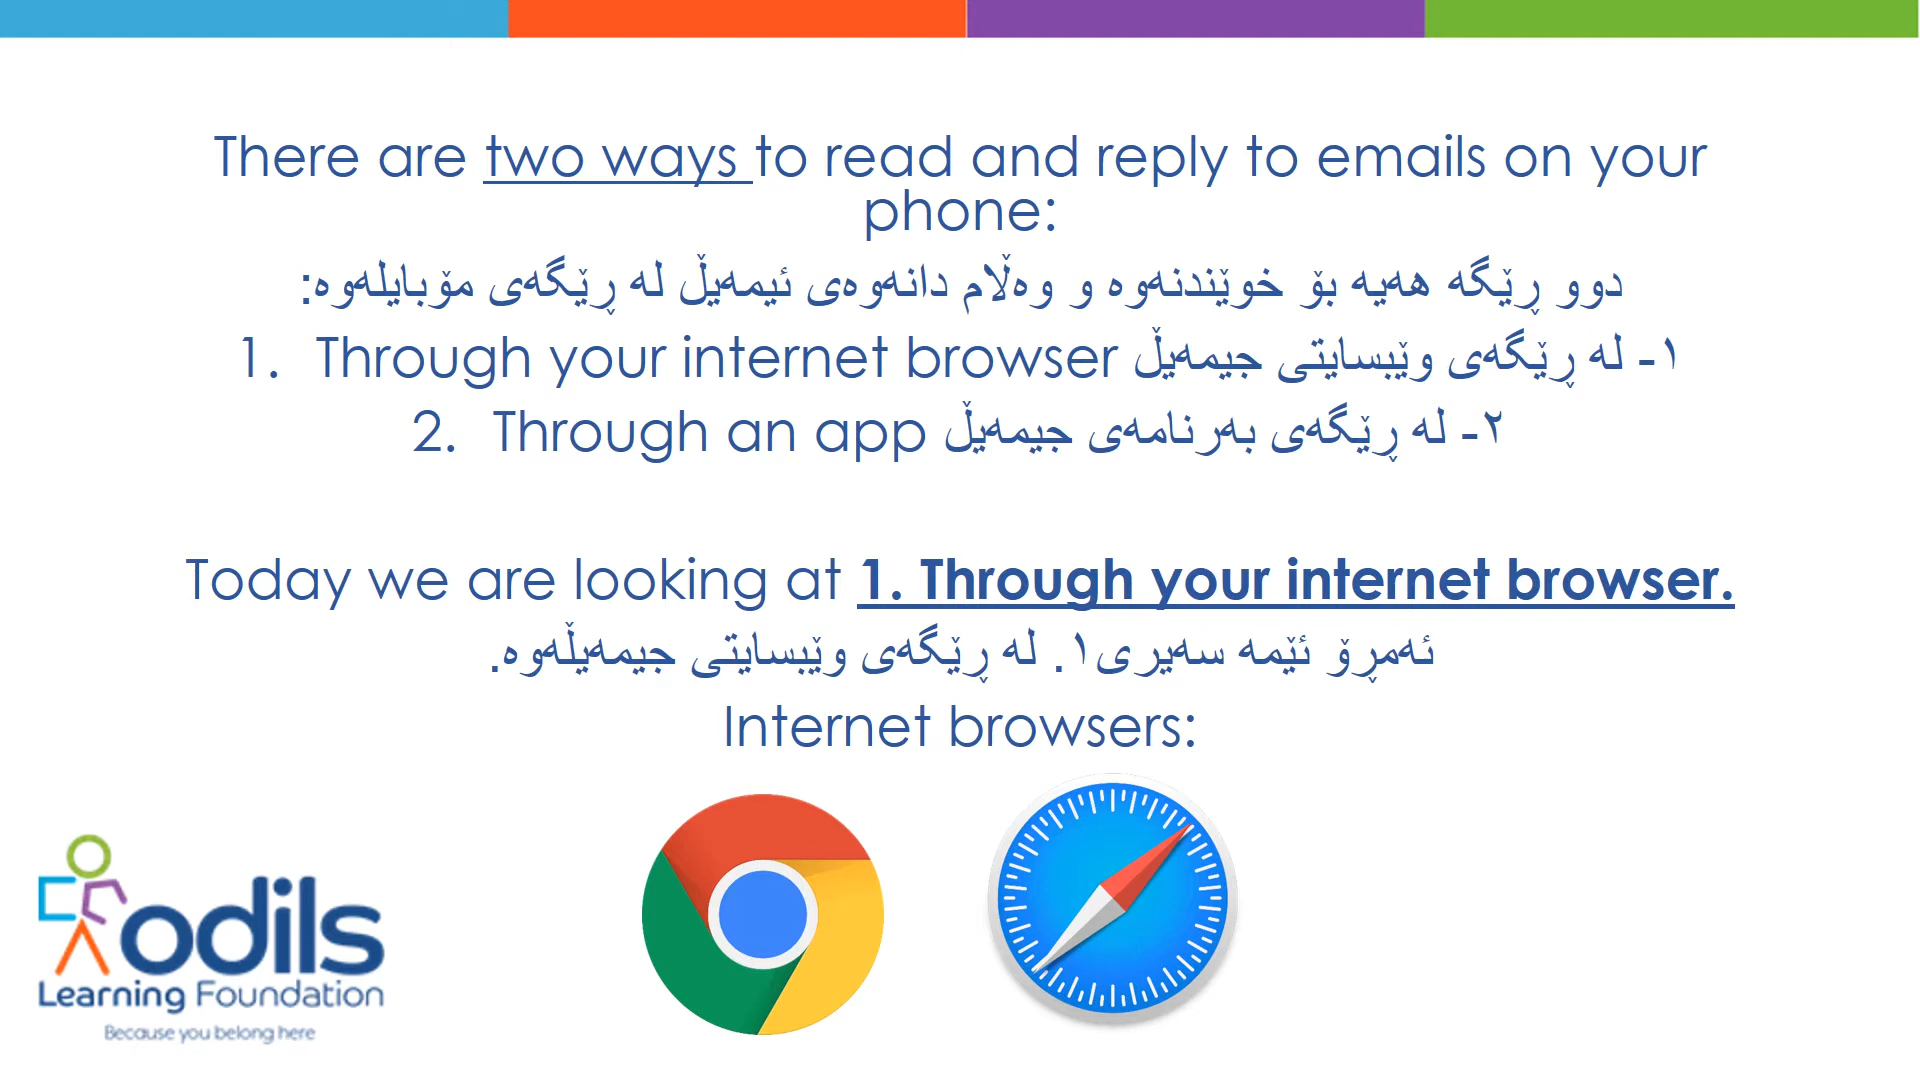 There are two ways to read and reply to emails on your
phone:
دوو ڕێگە هەیە بۆ خوێندنەوە و وەڵام دانەوەی ئیمەیڵ لە ڕێگەی مۆبایلەوە:
1. Through your internet browser ١- لە ڕێگەی وێبسایتی جیمەیڵ
2. Through an app ٢- لە ڕێگەی بەرنامەی جیمەیڵ
Today we are looking at 1. Through your internet browser.
ئەمڕۆ ئێمە سەیری١. لە ڕێگەی وێبسایتی جیمەیڵەوە.
Internet browsers:
odils
Learning Foundation
Because you belong here